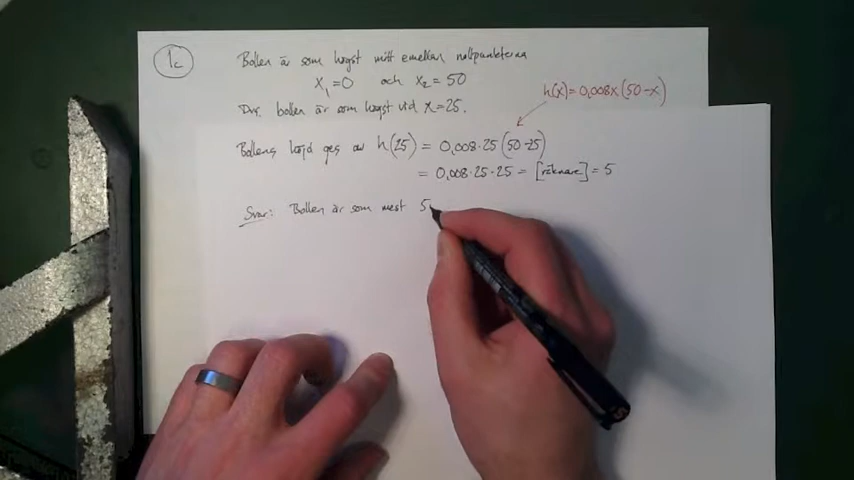 1c
Bollen är som högst mitt emellan nollpunkterna
x₁=0 och x₂=50
Dvs. bollen är som högst vid x=25.
h(x)=0,008x(50-x)
Bollens höjd ges av h(25) = 0,008·25(50-25)
= 0,008·25·25 = [räknare] = 5
Svar: Bollen är som mest 5